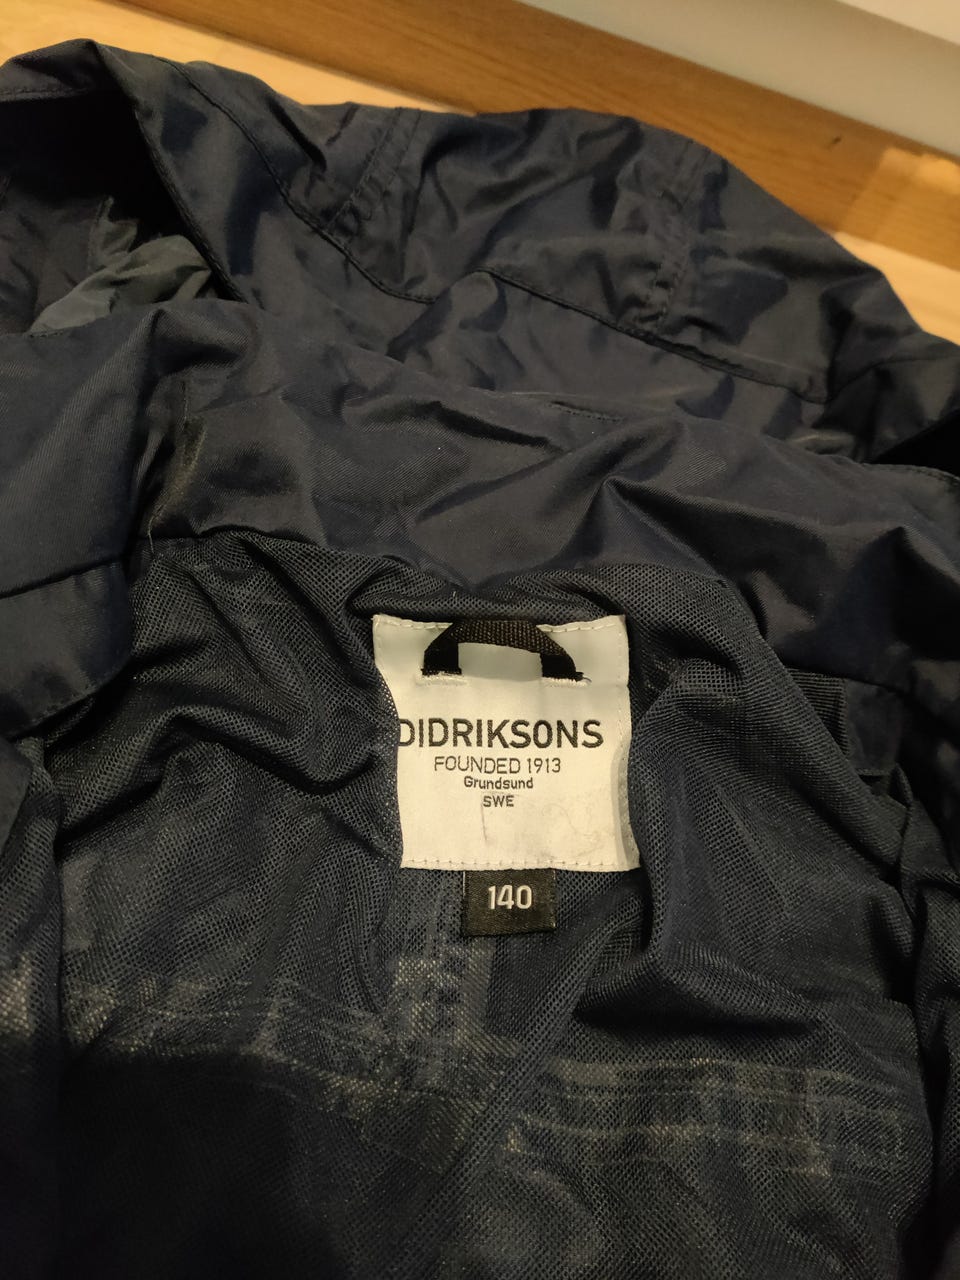 DIDRIKSONS
FOUNDED 1913
Grundsund
SWE
140